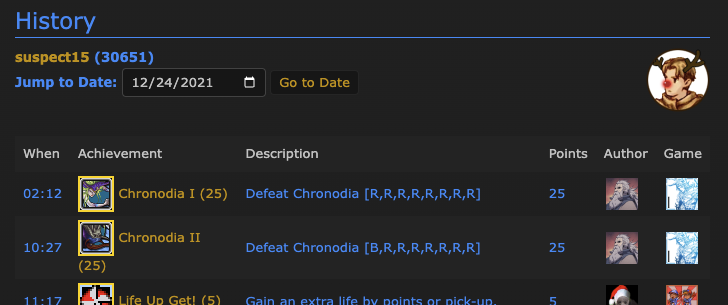 History
suspect15 (30651)
Jump to Date: 12/24/2021 Go to Date
When Achievement Description Points Author Game
02:12 Chronodia I (25) Defeat Chronodia [R,R,R,R,R,R,R,R] 25
10:27 Chronodia II (25) Defeat Chronodia [B,R,R,R,R,R,R,R] 25
11:17 Life Up Get! (5) Gain an extra life by points or pick-up. 5